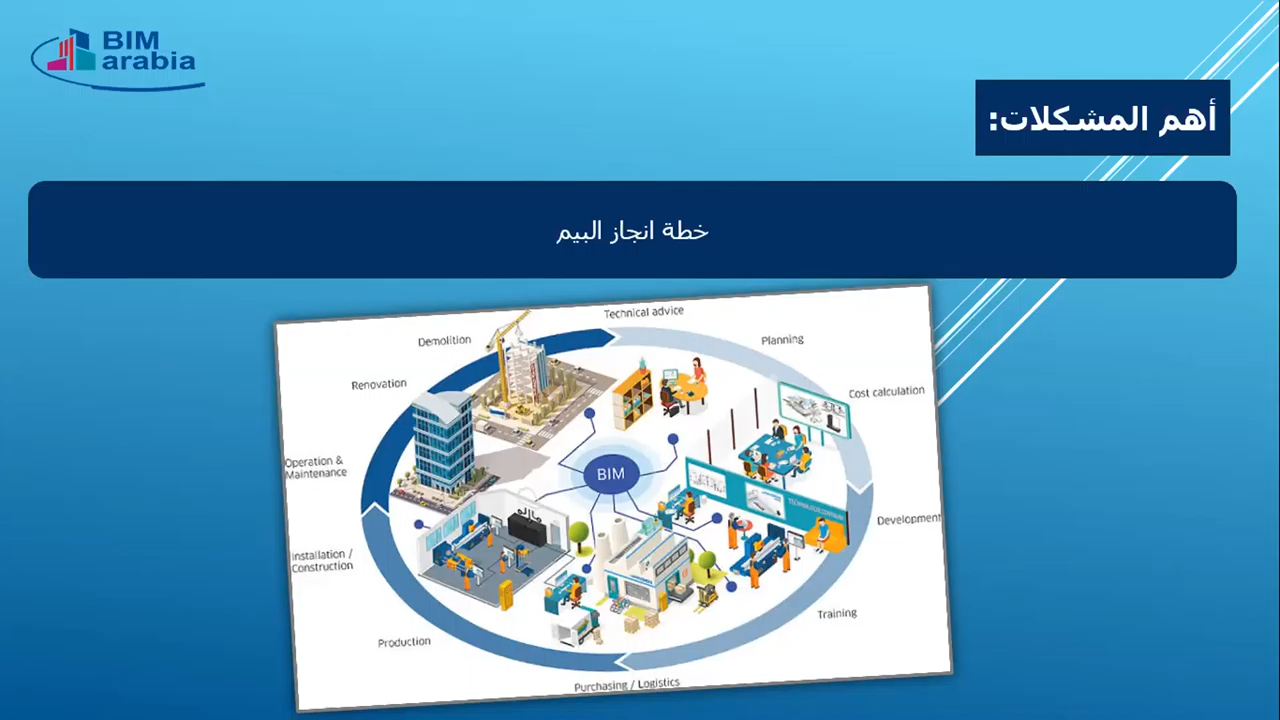 BIM
arabia
أهم المشكلات:
خطة انجاز البيم
Technical advice
Demolition
Planning
Renovation
Cost calculation
Operation &
Maintenance
BIM
Development
Installation /
Construction
Training
Production
Purchasing / Logistics